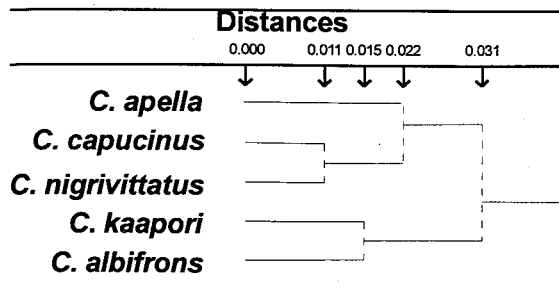 Distances
0.000 0.011 0.015 0.022 0.031
C. apella
C. capucinus
C. nigrivittatus
C. kaapori
C. albifrons